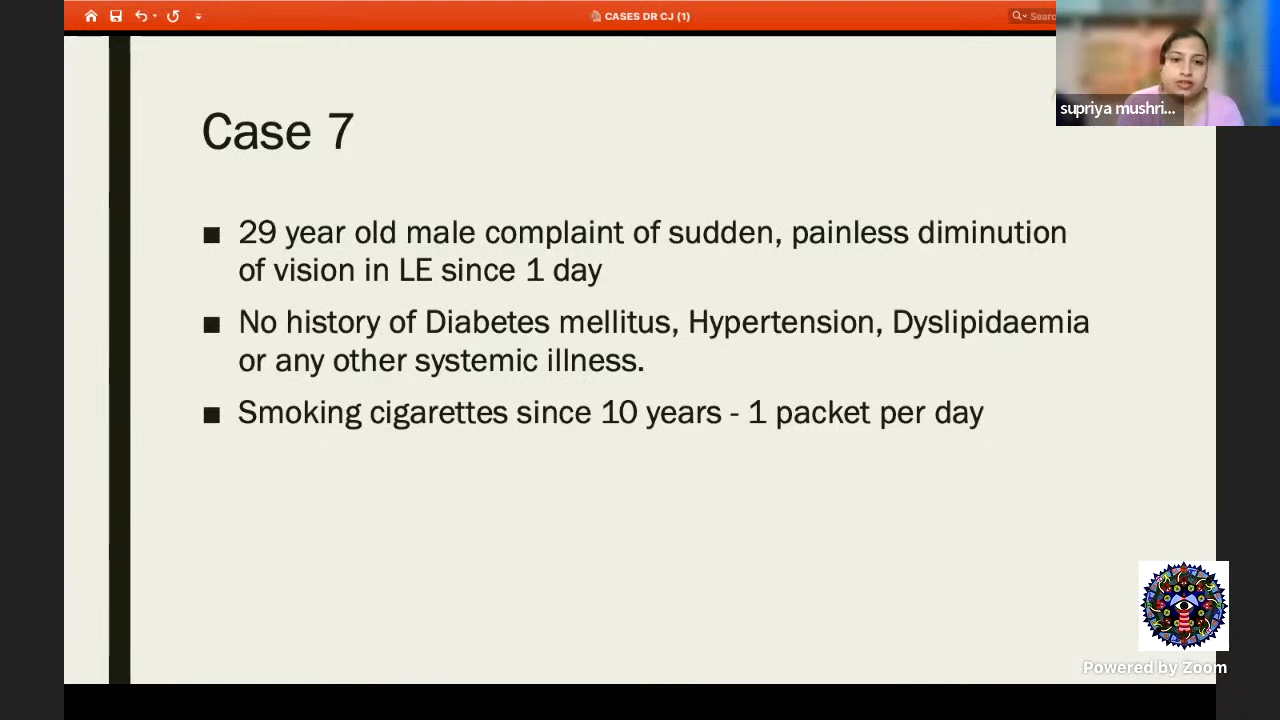 CASES DR CJ (1)
Searc
supriya mushri...
Case 7
■ 29 year old male complaint of sudden, painless diminution
of vision in LE since 1 day
■ No history of Diabetes mellitus, Hypertension, Dyslipidaemia
or any other systemic illness.
■ Smoking cigarettes since 10 years - 1 packet per day
Powered by Zoom